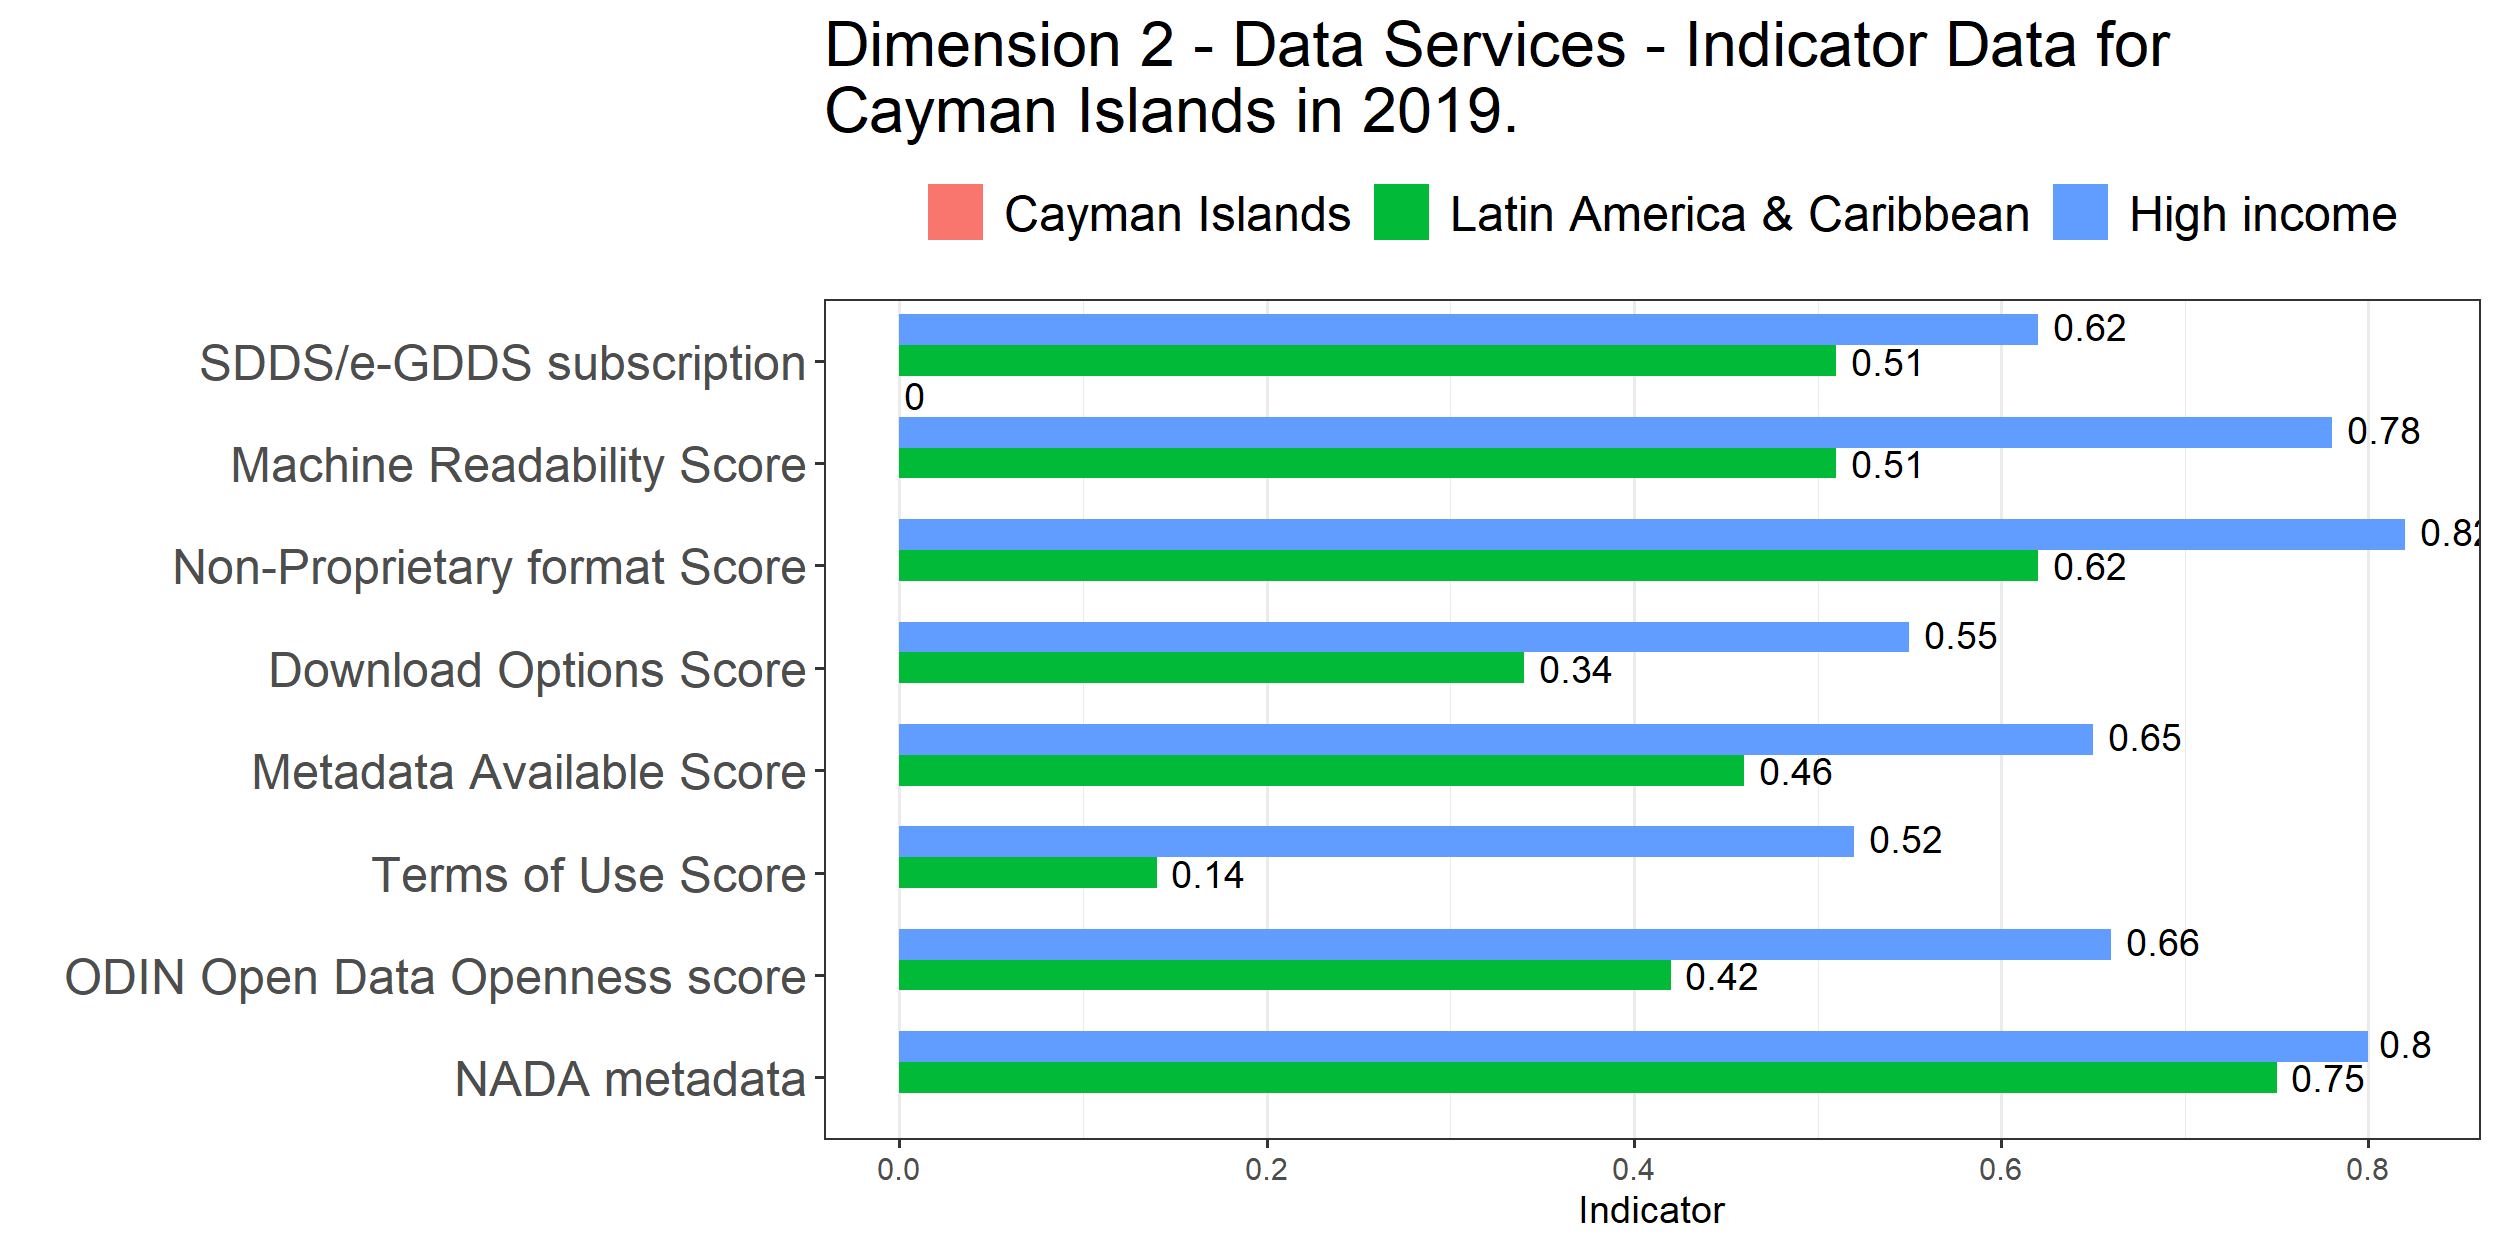 Dimension 2 - Data Services - Indicator Data for
Cayman Islands in 2019.
Cayman Islands Latin America & Caribbean High income
SDDS/e-GDDS subscription
0.62
0.51
0
Machine Readability Score
0.78
0.51
Non-Proprietary format Score
0.82
0.62
Download Options Score
0.55
0.34
Metadata Available Score
0.65
0.46
Terms of Use Score
0.52
0.14
ODIN Open Data Openness score
0.66
0.42
NADA metadata
0.8
0.75
0.0 0.2 0.4 0.6 0.8
Indicator